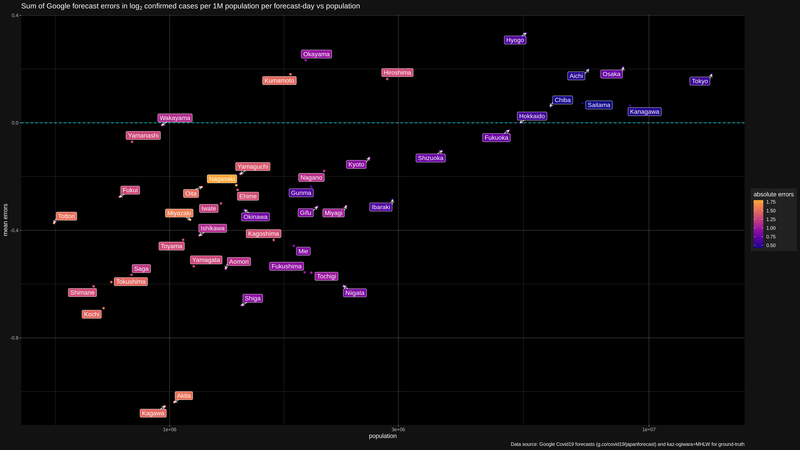 Sum of Google forecast errors in log₂ confirmed cases per 1M population per forecast-day vs population
0.4
Hyogo
Okayama
Hiroshima
Aichi
Osaka
Kumamoto
Tokyo
Chiba
Saitama
Kanagawa
Wakayama
Hokkaido
0.0
Yamanashi
Fukuoka
Shizuoka
Kyoto
Yamaguchi
Nagasaki
Nagano
Fukui
Oita
Ehime
Gunma
absolute errors
1.75
1.50
1.25
1.00
0.75
0.50
Tottori
Miyazaki
Iwate
Okinawa
Gifu
Miyagi
Ibaraki
mean errors
Ishikawa
Kagoshima
-0.4
Toyama
Mie
Saga
Yamagata
Aomori
Fukushima
Tochigi
Tokushima
Shimane
Shiga
Niigata
Kochi
-0.8
Akita
Kagawa
1e+06
3e+06
1e+07
population
Data source: Google Covid19 forecasts (g.co/covid19/japanforecast) and kaz-ogiwara+MHLW for ground-truth